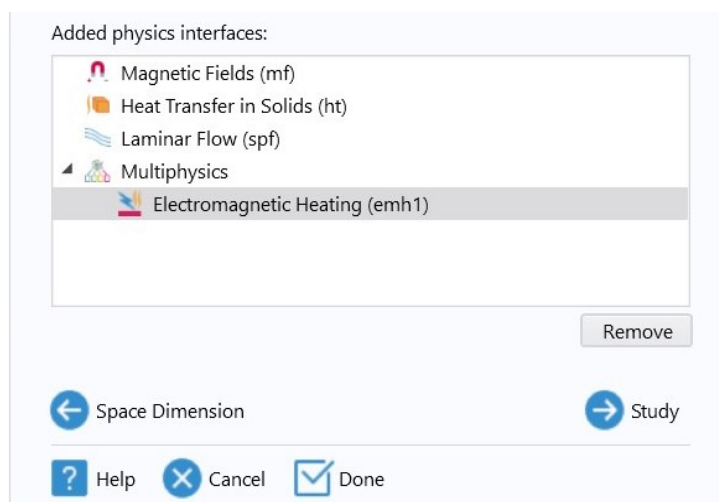 Added physics interfaces:
Magnetic Fields (mf)
Heat Transfer in Solids (ht)
Laminar Flow (spf)
Multiphysics
Electromagnetic Heating (emh1)
Remove
Space Dimension
Study
? Help
Cancel
Done